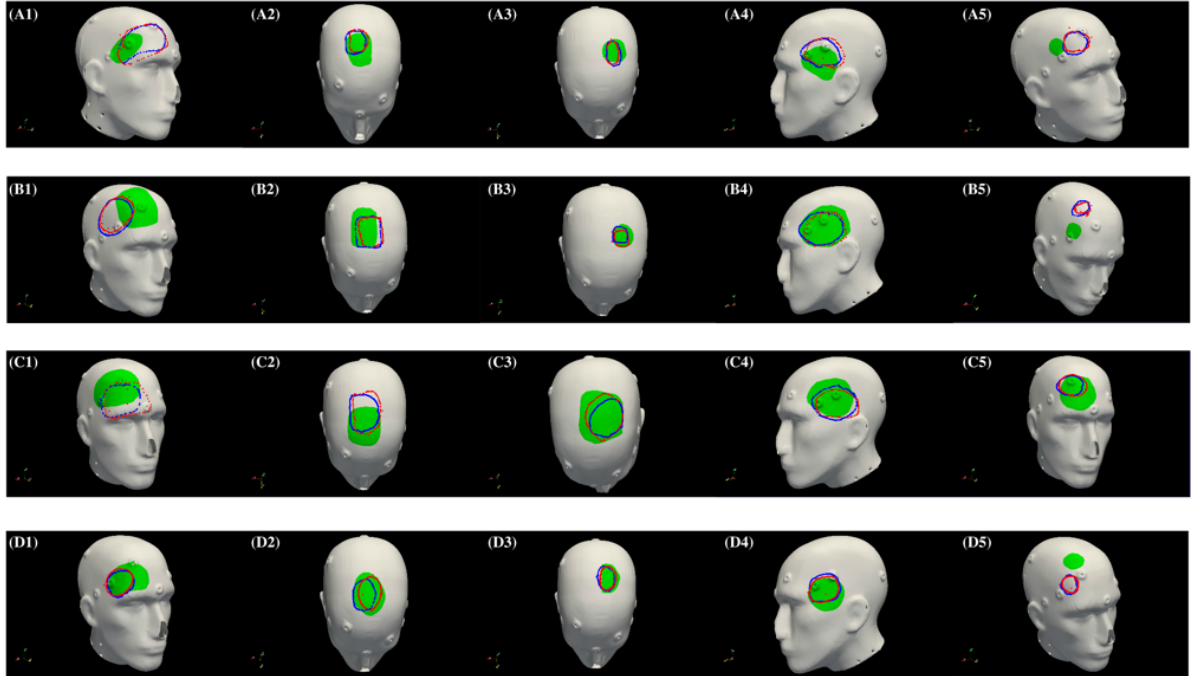 (A1) (A2) (A3) (A4) (A5)
(B1) (B2) (B3) (B4) (B5)
(C1) (C2) (C3) (C4) (C5)
(D1) (D2) (D3) (D4) (D5)